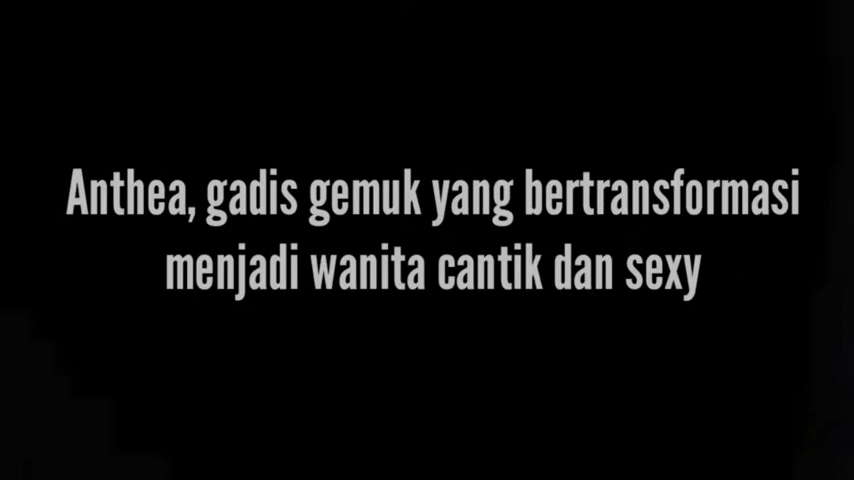 Anthea, gadis gemuk yang bertransformasi
menjadi wanita cantik dan sexy